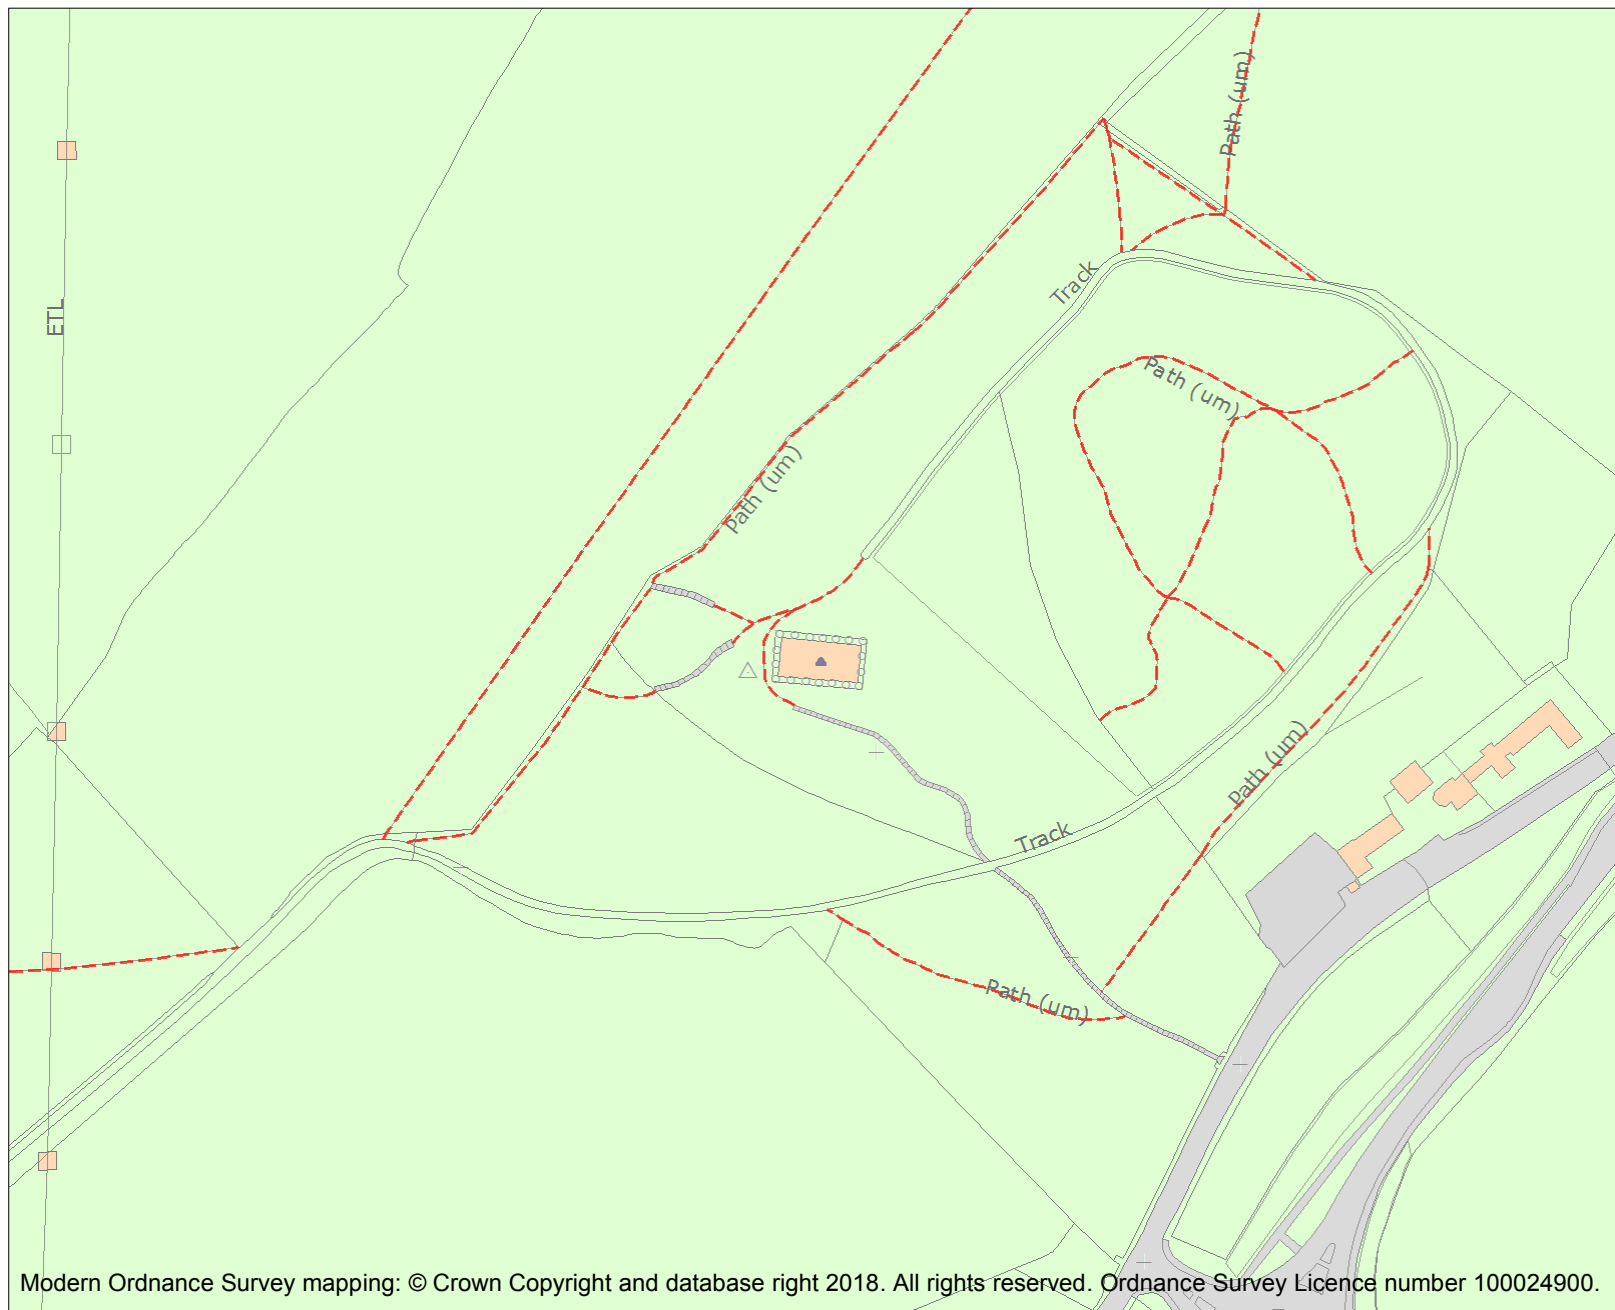 Path (um)
Track
ETL
Path (um)
Path (um)
Path (um)
Track
Path (um)
Modern Ordnance Survey mapping: © Crown Copyright and database right 2018. All rights reserved. Ordnance Survey Licence number 100024900.